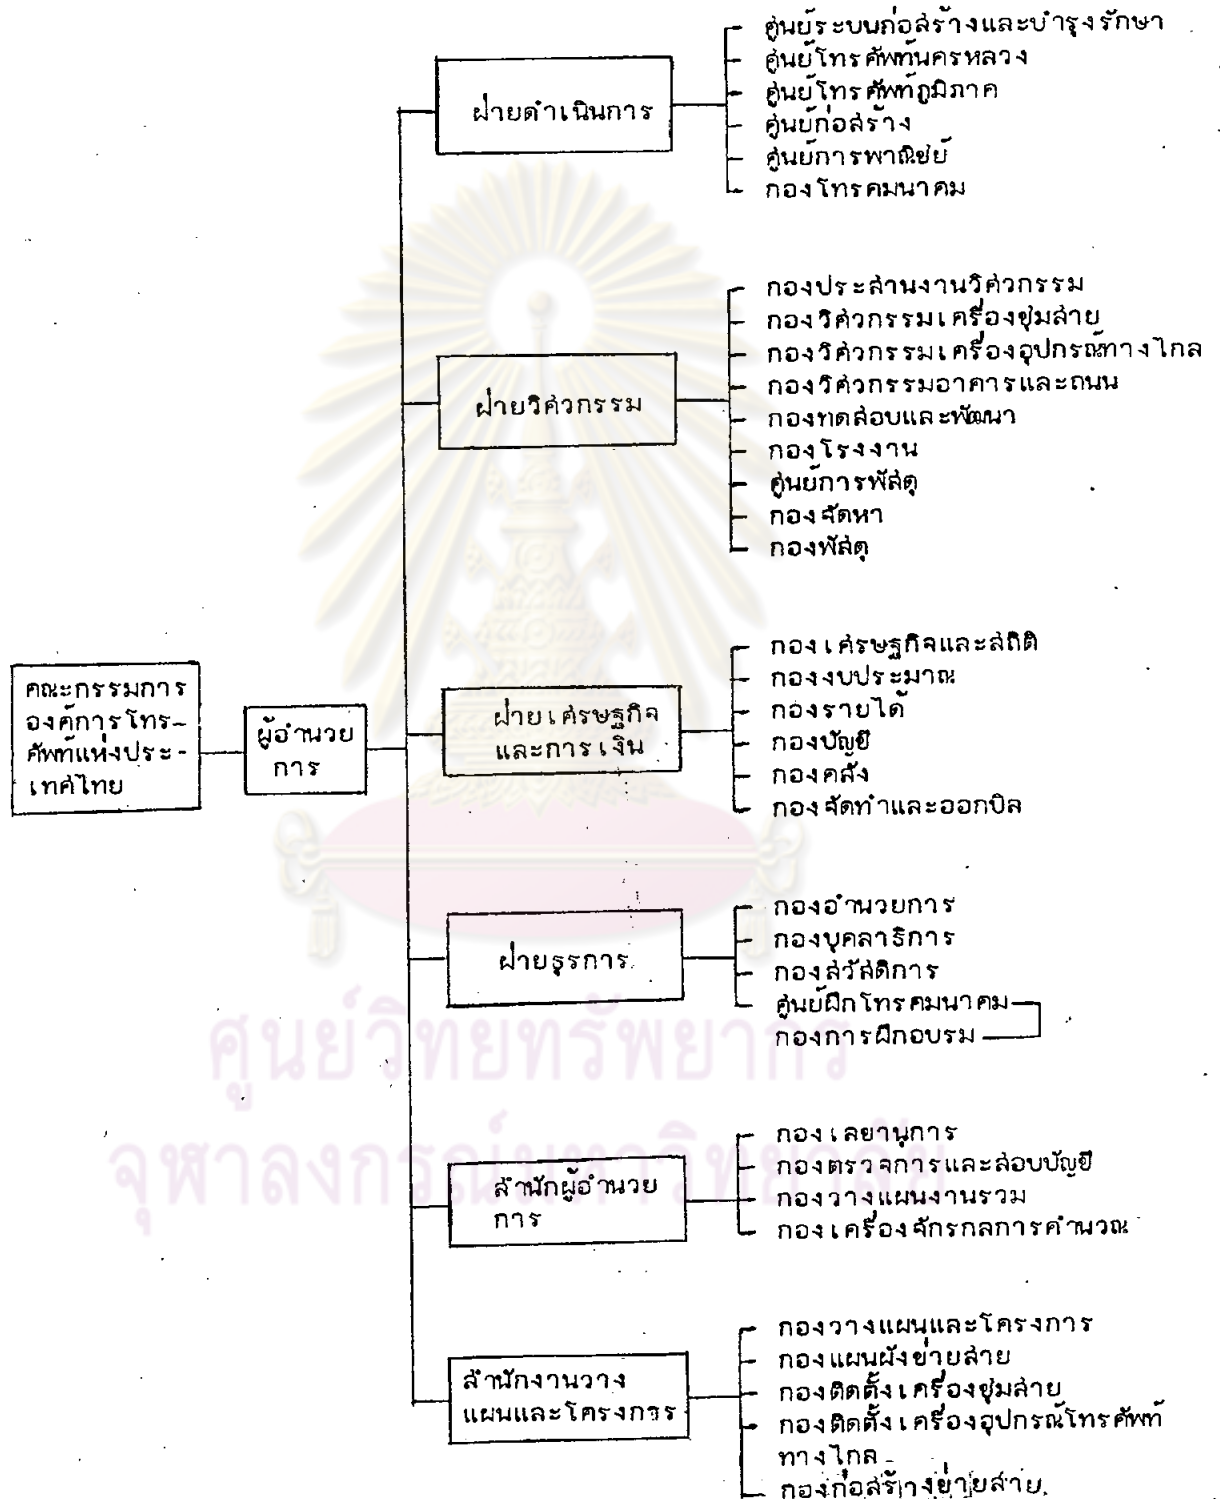 ศูนย์ระบบก่อสร้างและบำรุงรักษา
ศูนย์โทรศัพท์นครหลวง
ศูนย์โทรศัพท์ภูมิภาค
ศูนย์ก่อสร้าง
ศูนย์การพาณิชย์
กองโทรคมนาคม
ฝ่ายดำเนินการ
กองประสานงานวิศวกรรม
กองวิศวกรรมเครื่องชุมสาย
กองวิศวกรรมเครื่องอุปกรณ์ทางไกล
กองวิศวกรรมอาคารและถนน
กองทดสอบและพัฒนา
กองโรงงาน
ศูนย์การพัสดุ
กองจัดหา
กองพัสดุ
ฝ่ายวิศวกรรม
คณะกรรมการ
องค์การโทร-
ศัพท์แห่งประ-
เทศไทย
ผู้อำนวย
การ
ฝ่ายเศรษฐกิจ
และการเงิน
กองเศรษฐกิจและสถิติ
กองงบประมาณ
กองรายได้
กองบัญชี
กองคลัง
กองจัดทำและออกบิล
ฝ่ายธุรการ
กองอำนวยการ
กองบุคลาธิการ
กองสวัสดิการ
ศูนย์ฝึกโทรคมนาคม
กองการฝึกอบรม
ศูนย์วิทยทรัพยากร
จุฬาลงกรณ์มหาวิทยาลัย
สำนักผู้อำนวย
การ
กองเลขานุการ
กองตรวจการและสอบบัญชี
กองวางแผนงานรวม
กองเครื่องจักรกลการคำนวณ
สำนักงานวาง
แผนและโครงการ
กองวางแผนและโครงการ
กองแผนผังข่ายสาย
กองติดตั้งเครื่องชุมสาย
กองติดตั้งเครื่องอุปกรณ์โทรศัพท์
ทางไกล
กองก่อสร้างข่ายสาย